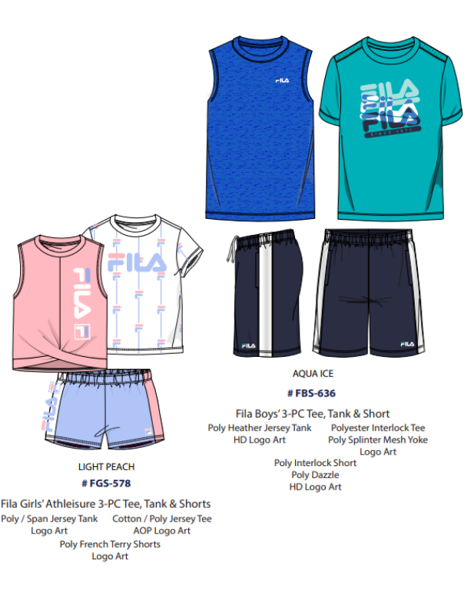 FILA
FILA
FILA
SINCE 1911
FILA
FILA
FILA
FILA
FILA
FILA
AQUA ICE
# FBS-636
Fila Boys' 3-PC Tee, Tank & Short
Poly Heather Jersey Tank
HD Logo Art
Polyester Interlock Tee
Poly Splinter Mesh Yoke
Logo Art
Poly Interlock Short
Poly Dazzle
HD Logo Art
LIGHT PEACH
# FGS-578
Fila Girls' Athleisure 3-PC Tee, Tank & Shorts
Poly / Span Jersey Tank
Logo Art
Cotton / Poly Jersey Tee
AOP Logo Art
Poly French Terry Shorts
Logo Art